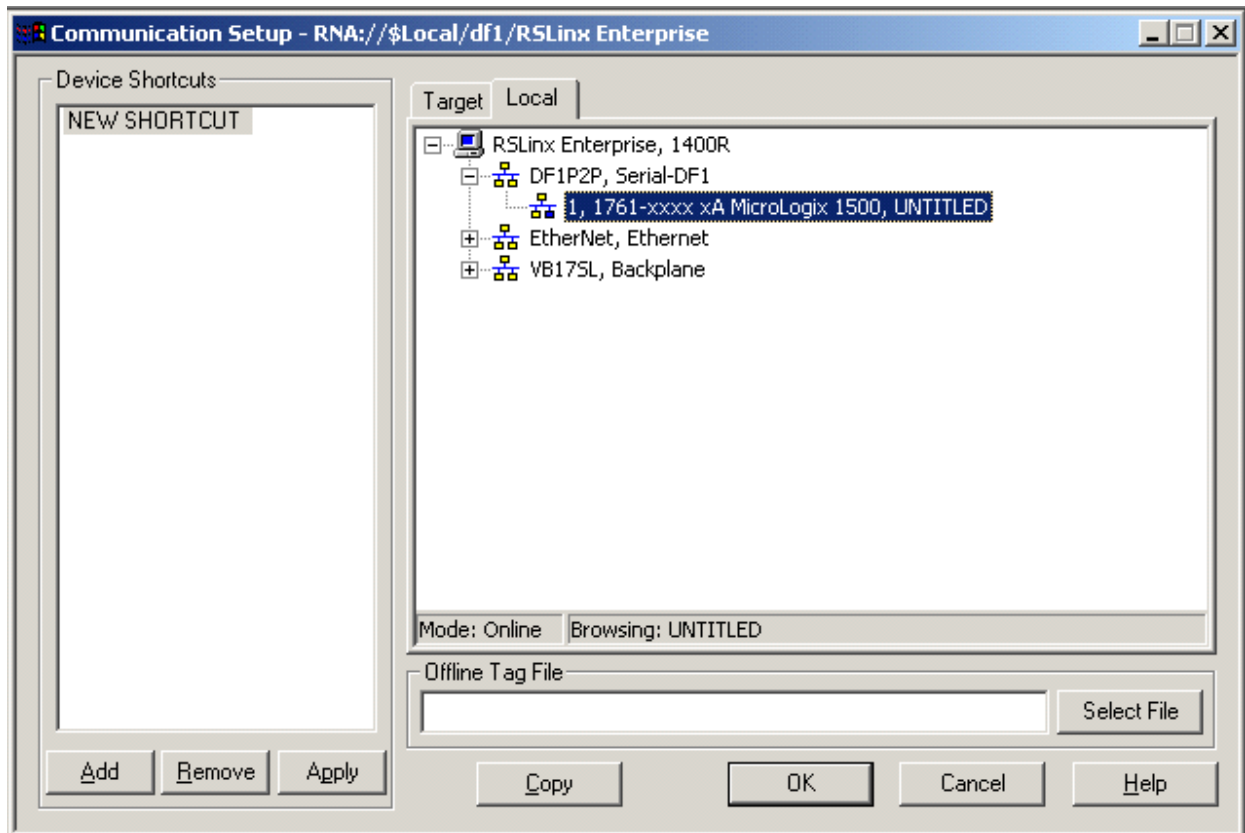 Communication Setup - RNA://$Local/df1/RSLinx Enterprise
Device Shortcuts
NEW SHORTCUT
Add
Remove
Apply
Target
Local
RSLinx Enterprise, 1400R
DF1P2P, Serial-DF1
1, 1761-xxxx xA MicroLogix 1500, UNTITLED
EtherNet, Ethernet
VB17SL, Backplane
Mode: Online
Browsing: UNTITLED
Offline Tag File
Select File
Copy
OK
Cancel
Help